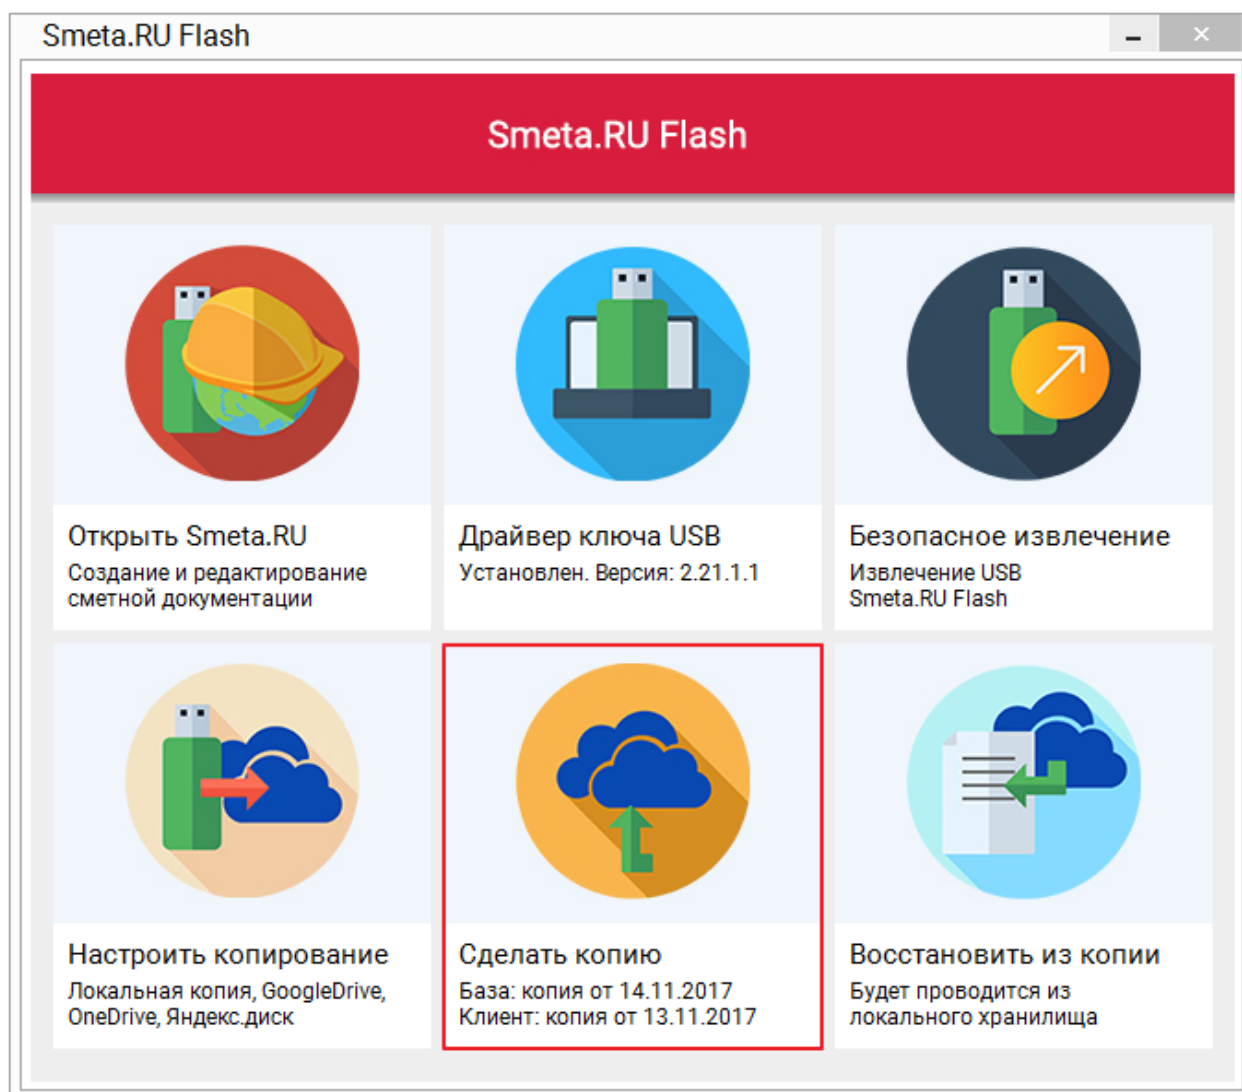 Smeta.RU Flash
Smeta.RU Flash
Открыть Smeta.RU
Создание и редактирование
сметной документации
Драйвер ключа USB
Установлен. Версия: 2.21.1.1
Безопасное извлечение
Извлечение USB
Smeta.RU Flash
Настроить копирование
Локальная копия, GoogleDrive,
OneDrive, Яндекс.диск
Сделать копию
База: копия от 14.11.2017
Клиент: копия от 13.11.2017
Восстановить из копии
Будет проводится из
локального хранилища